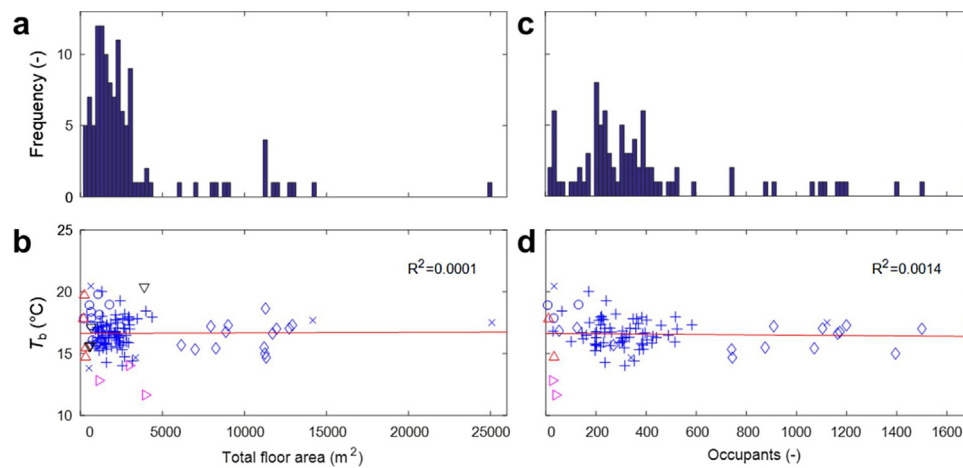 a
c
Frequency (-)
10
5
0
b
d
T_b (°C)
25
20
15
10
R²=0.0001
R²=0.0014
0 5000 10000 15000 20000 25000
0 200 400 600 800 1000 1200 1400 1600
Total floor area (m²)
Occupants (-)